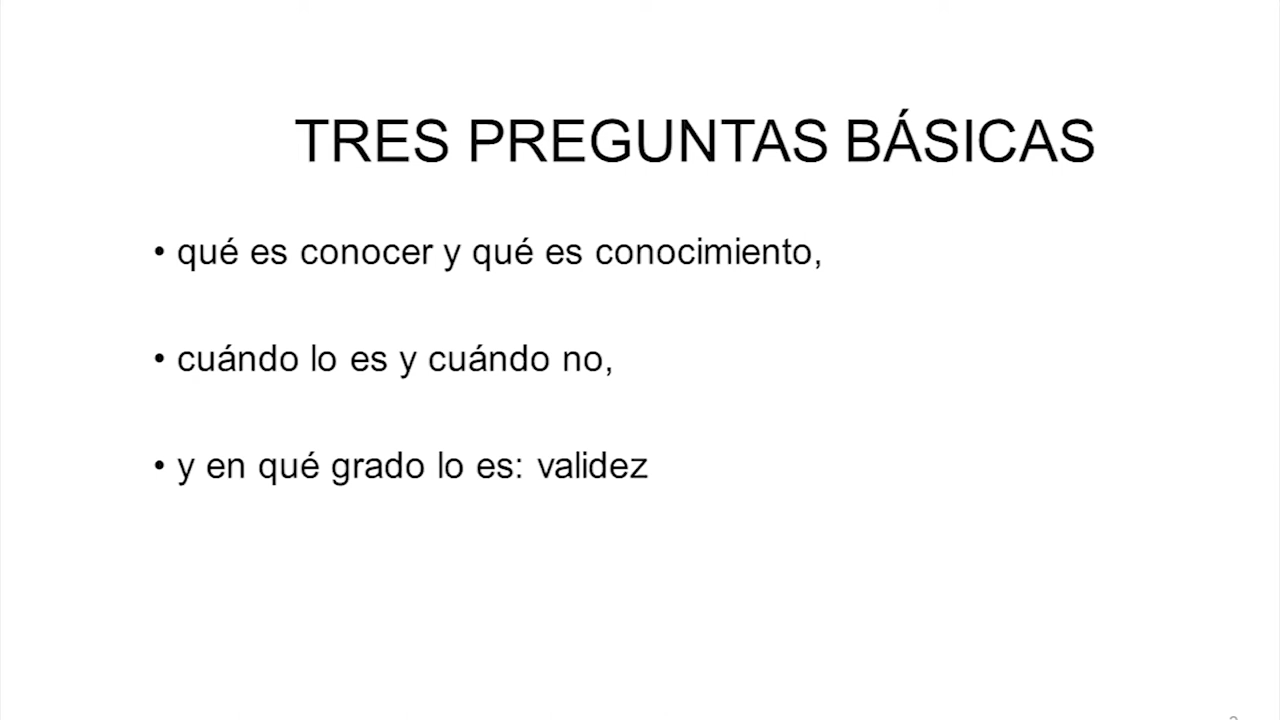 TRES PREGUNTAS BÁSICAS
• qué es conocer y qué es conocimiento,
• cuándo lo es y cuándo no,
• y en qué grado lo es: validez